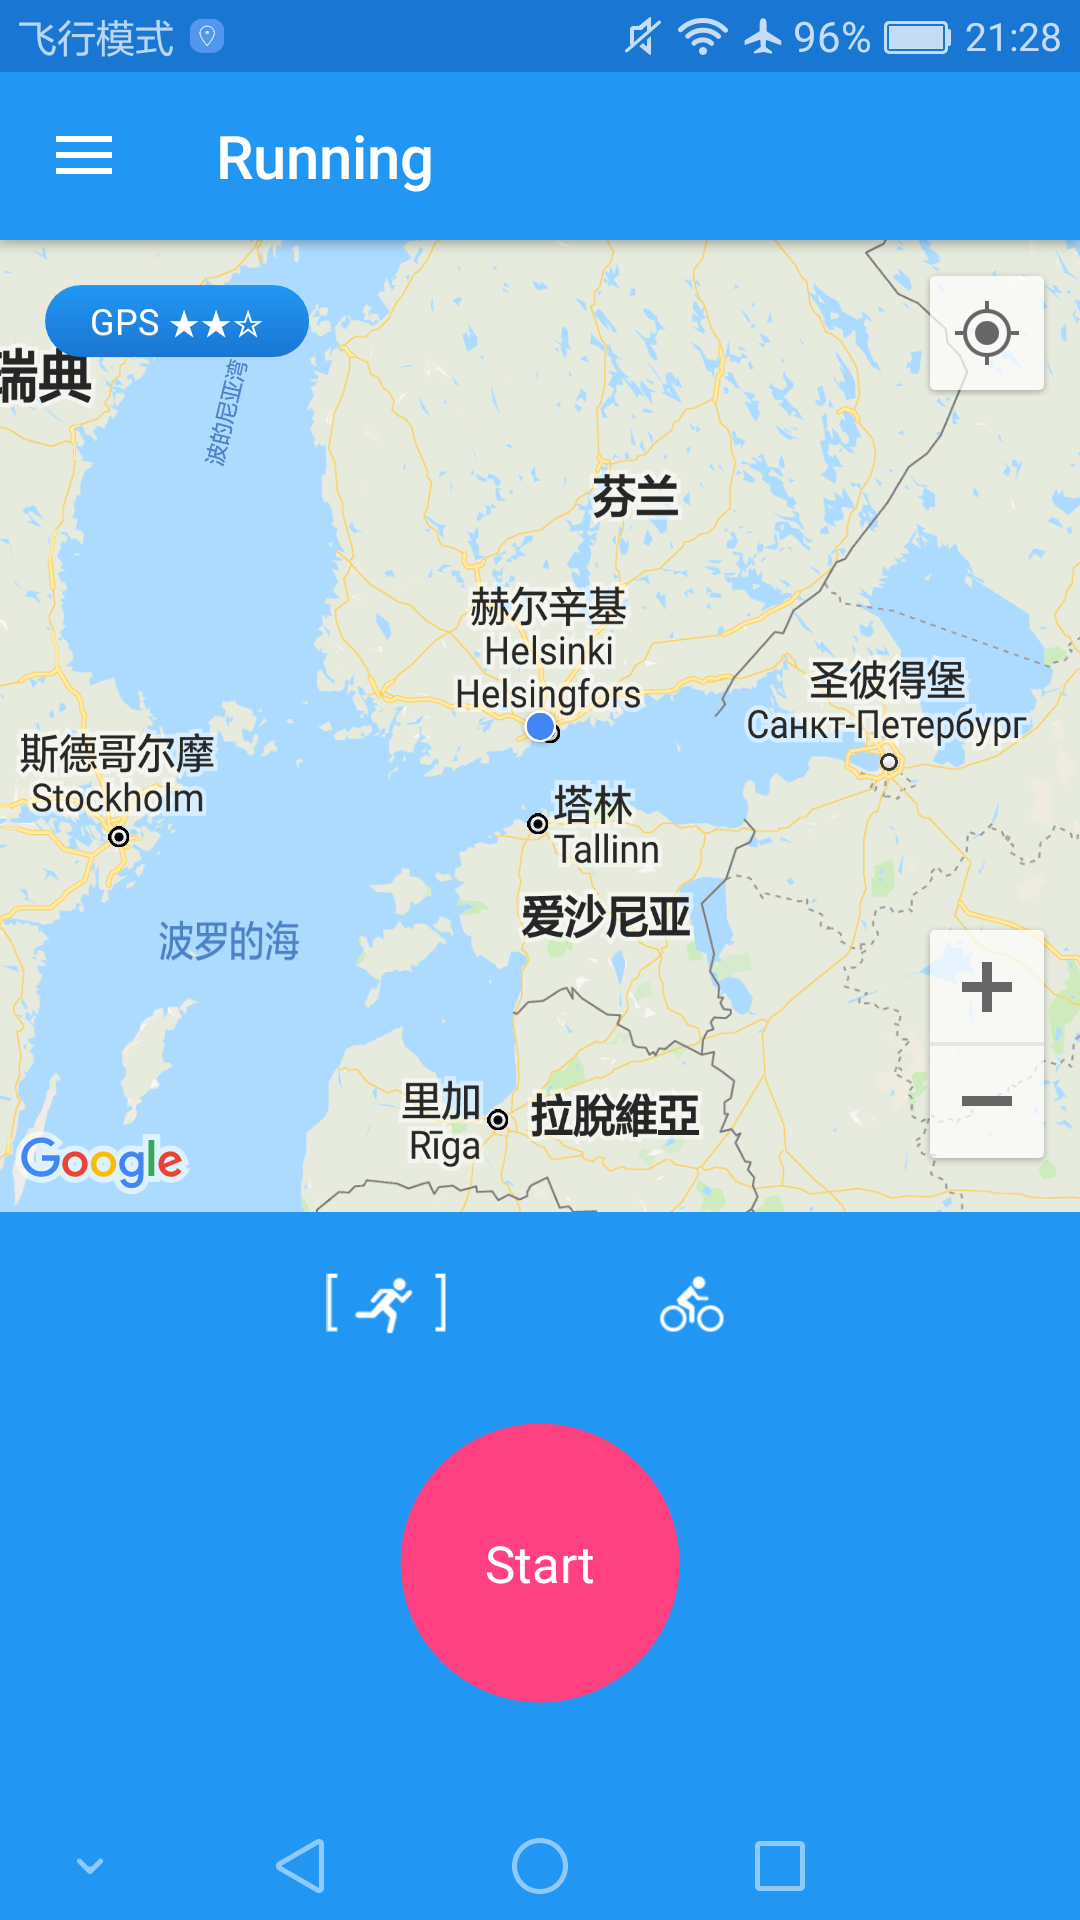 飞行模式 96% 21:28
Running
GPS ★★☆
瑞典
波的尼亚湾
芬兰
赫尔辛基
Helsinki
Helsingfors
圣彼得堡
Санкт-Петербург
斯德哥尔摩
Stockholm
塔林
Tallinn
爱沙尼亚
波罗的海
+
里加
Rīga
拉脫維亞
−
Google
[ ]
Start